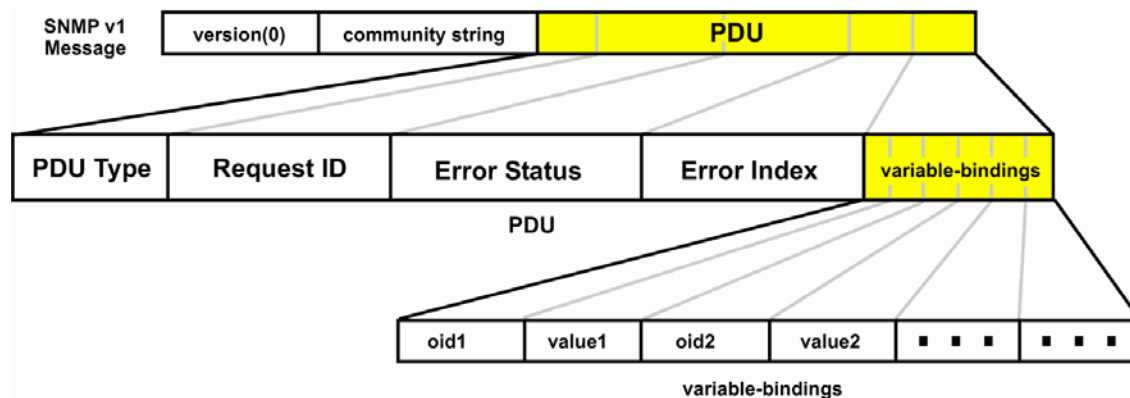 SNMP v1
Message
version(0)
community string
PDU
PDU Type
Request ID
Error Status
Error Index
variable-bindings
PDU
oid1
value1
oid2
value2
▪ ▪ ▪
▪ ▪ ▪
variable-bindings